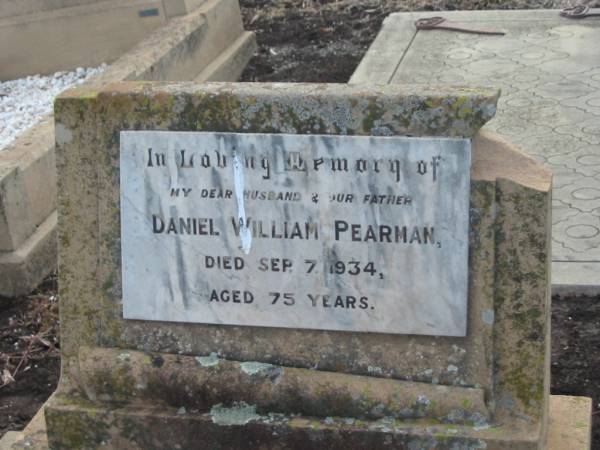 In Loving Memory of
MY DEAR HUSBAND & OUR FATHER
DANIEL WILLIAM PEARMAN,
DIED SEP. 7, 1934,
AGED 75 YEARS.